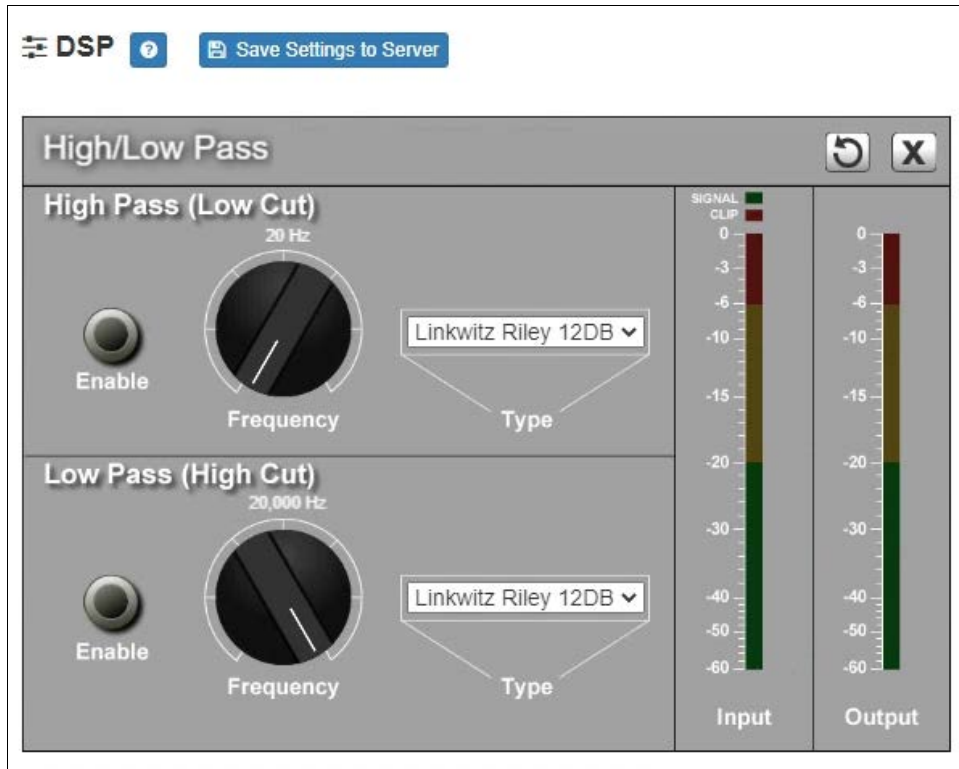 DSP ? Save Settings to Server
High/Low Pass X
High Pass (Low Cut)
20 Hz
Enable
Frequency
Linkwitz Riley 12DB
Type
Low Pass (High Cut)
20,000 Hz
Enable
Frequency
Linkwitz Riley 12DB
Type
SIGNAL
CLIP
0
-3
-6
-10
-15
-20
-30
-40
-50
-60
Input
0
-3
-6
-10
-15
-20
-30
-40
-50
-60
Output